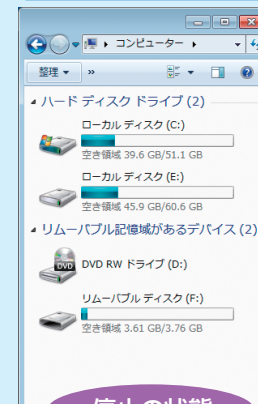 コンピューター
整理
»
ハード ディスク ドライブ (2)
ローカル ディスク (C:)
空き領域 39.6 GB/51.1 GB
ローカル ディスク (E:)
空き領域 45.9 GB/60.6 GB
リムーバブル記憶域があるデバイス (2)
DVD
DVD RW ドライブ (D:)
リムーバブル ディスク (F:)
空き領域 3.61 GB/3.76 GB
停止の状態